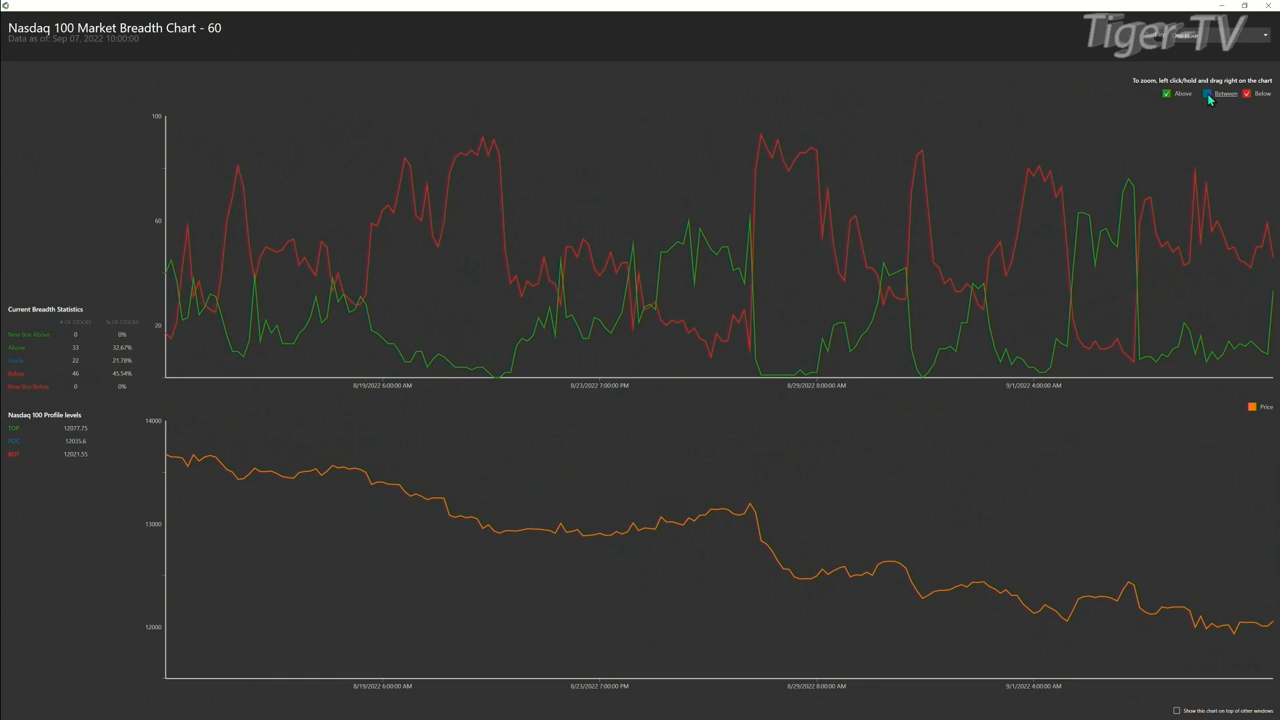 Nasdaq 100 Market Breadth Chart - 60
Data as of: Sep 07, 2022 10:00:00
Tiger-TV
To zoom, left click/hold and drag right on the chart
Above Between Below
100
60
20
8/19/2022 6:00:00 AM 8/23/2022 7:00:00 PM 8/29/2022 8:00:00 AM 9/1/2022 4:00:00 AM
Current Breadth Statistics
# OF STOCKS % OF STOCKS
New Box Above 0 0%
Above 33 32.67%
Inside 22 21.78%
Below 46 45.54%
New Box Below 0 0%
Nasdaq 100 Profile levels
TOP 12077.75
POC 12035.6
BOT 12021.55
Price
14000
13000
12000
8/19/2022 6:00:00 AM 8/23/2022 7:00:00 PM 8/29/2022 8:00:00 AM 9/1/2022 4:00:00 AM
Show this chart on top of other windows